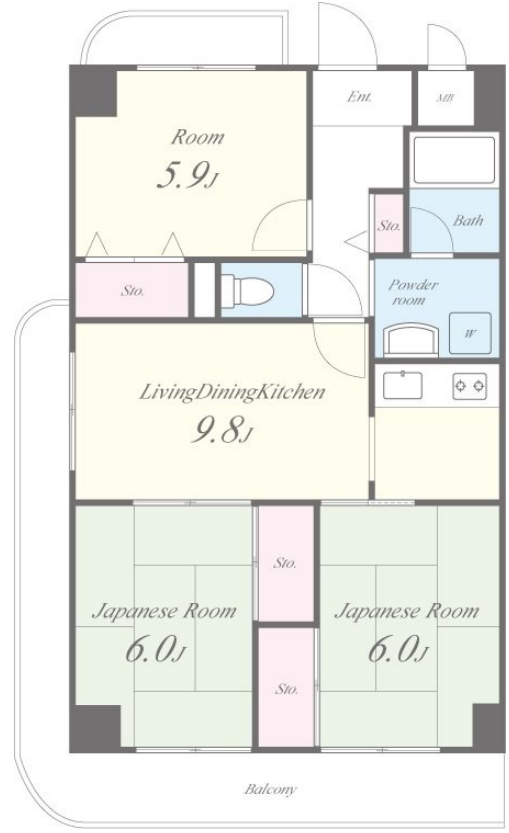 Ent.
MB
Room
5.9J
Sto.
Bath
Sto.
Powder
room
W
LivingDiningKitchen
9.8J
Sto.
Japanese Room
6.0J
Japanese Room
6.0J
Sto.
Balcony